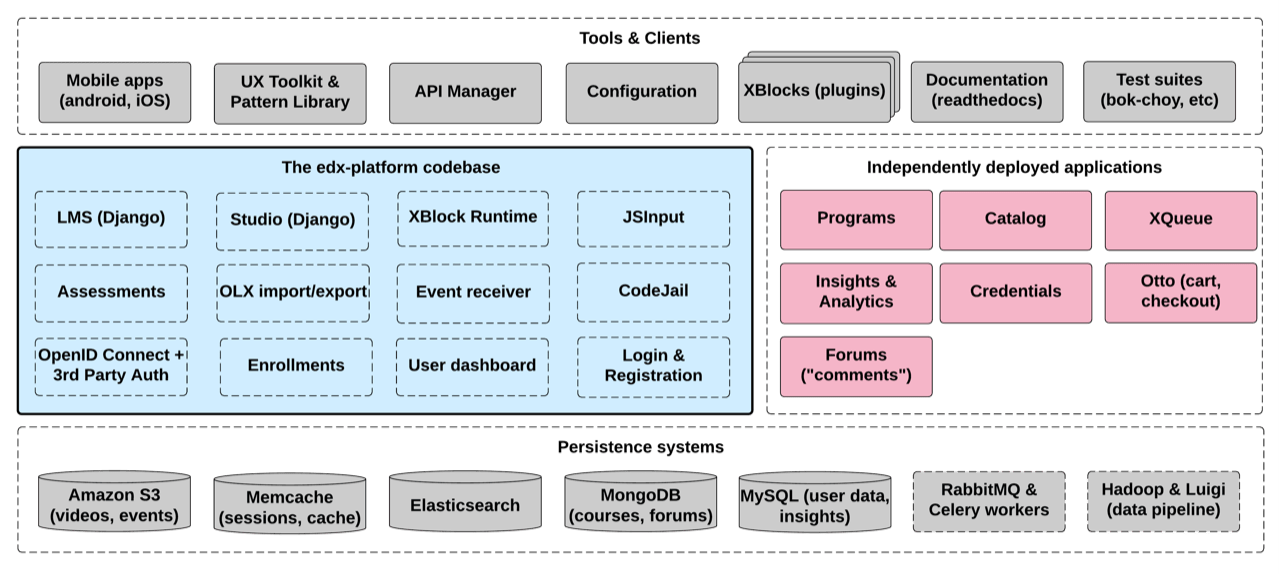 Tools & Clients
Mobile apps
(android, iOS)
UX Toolkit &
Pattern Library
API Manager
Configuration
XBlocks (plugins)
Documentation
(readthedocs)
Test suites
(bok-choy, etc)
The edx-platform codebase
LMS (Django)
Studio (Django)
XBlock Runtime
JSInput
Assessments
OLX import/export
Event receiver
CodeJail
OpenID Connect +
3rd Party Auth
Enrollments
User dashboard
Login &
Registration
Independently deployed applications
Programs
Catalog
XQueue
Insights &
Analytics
Credentials
Otto (cart,
checkout)
Forums
("comments")
Persistence systems
Amazon S3
(videos, events)
Memcache
(sessions, cache)
Elasticsearch
MongoDB
(courses, forums)
MySQL (user data,
insights)
RabbitMQ &
Celery workers
Hadoop & Luigi
(data pipeline)